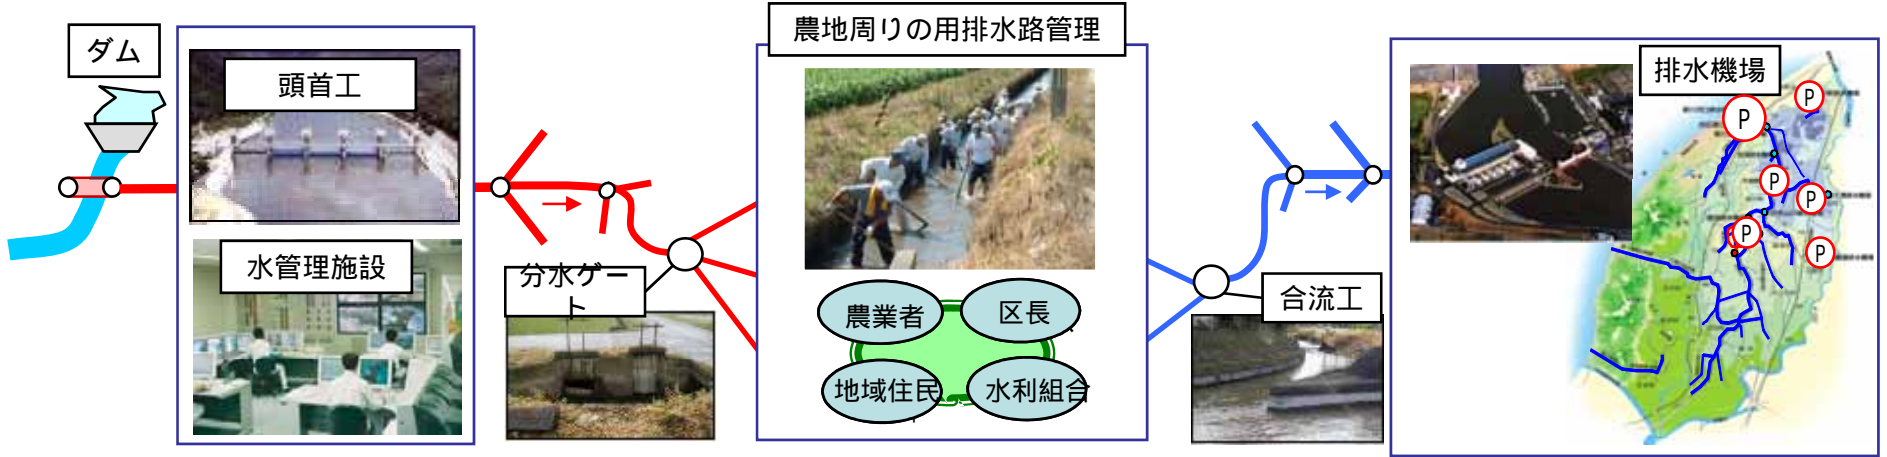 ダム
頭首工
水管理施設
分水ゲー
ト
農地周りの用排水路管理
農業者
区長
地域住民
水利組合
合流工
排水機場
P
P
P
P
P
P